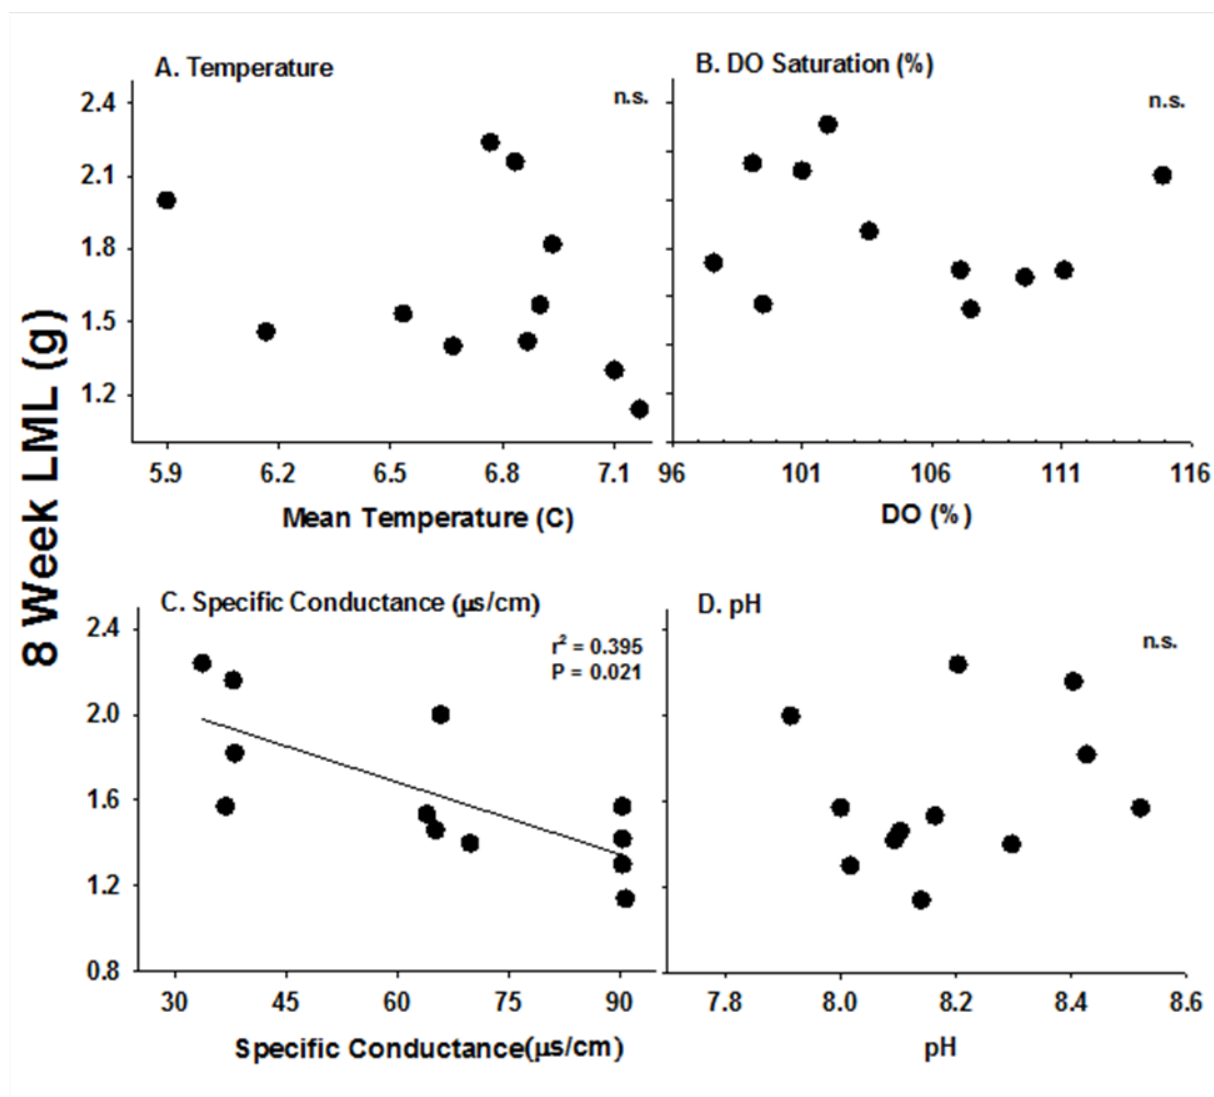 8 Week LML (g)
A. Temperature
n.s.
2.4
2.1
1.8
1.5
1.2
5.9 6.2 6.5 6.8 7.1
Mean Temperature (C)
B. DO Saturation (%)
n.s.
96 101 106 111 116
DO (%)
C. Specific Conductance (μs/cm)
r² = 0.395
P = 0.021
2.4
2.0
1.6
1.2
0.8
30 45 60 75 90
Specific Conductance(μs/cm)
D. pH
n.s.
7.8 8.0 8.2 8.4 8.6
pH